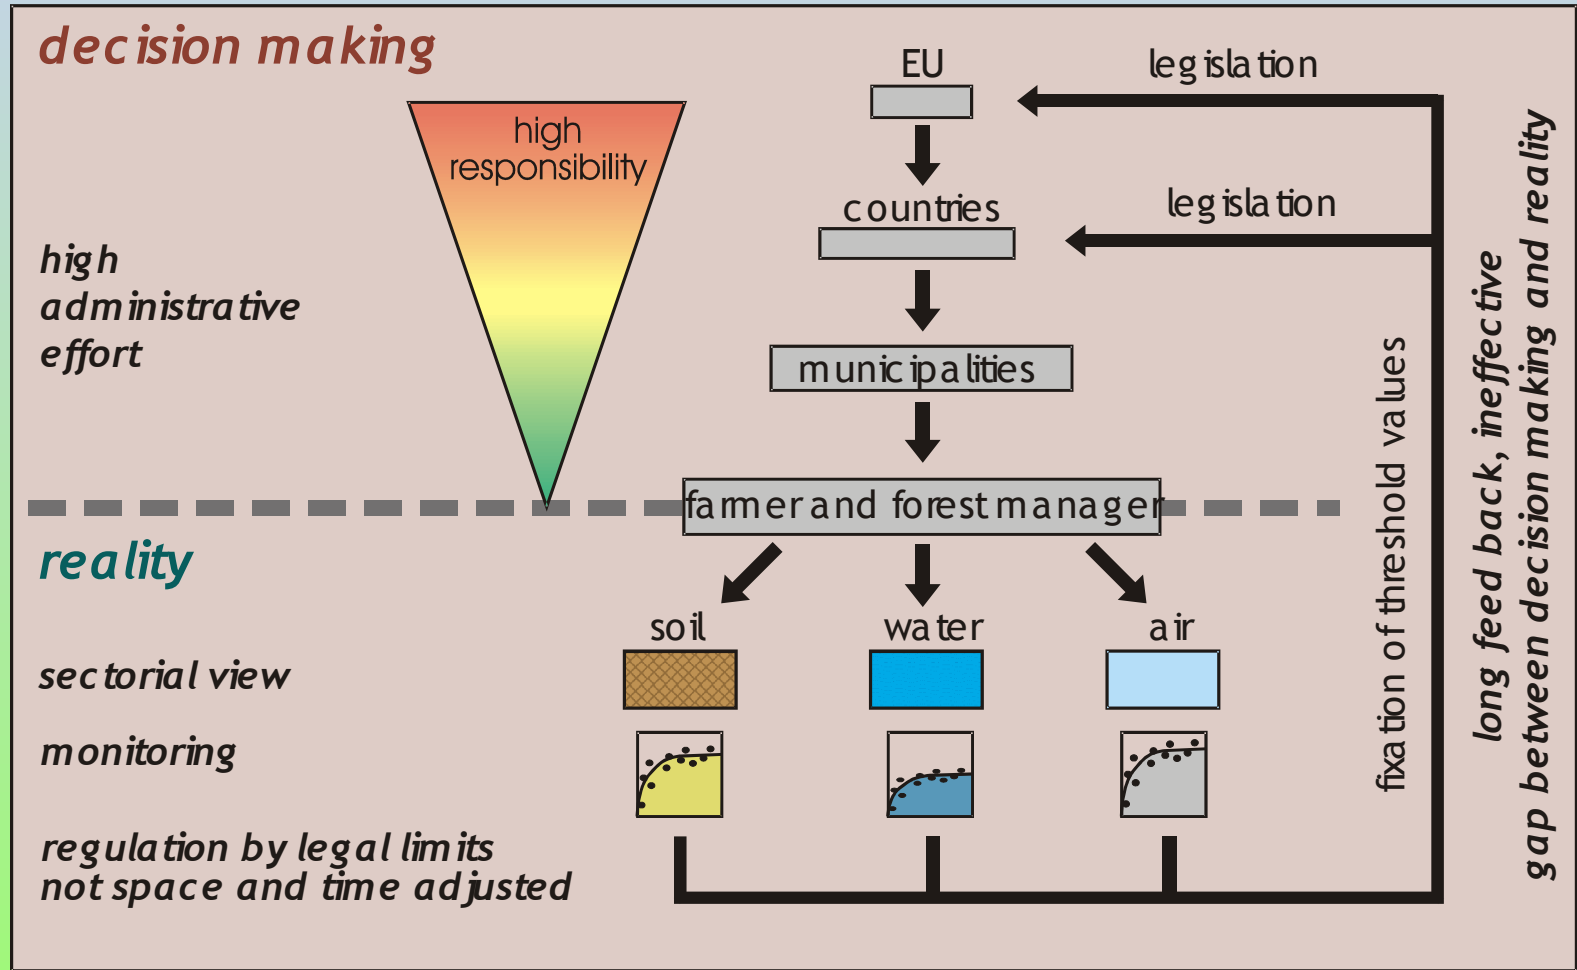 decision making
EU
legislation
high
responsibility
countries
legislation
high
administrative
effort
municipalities
farmer and forest manager
reality
soil
water
air
sectorial view
monitoring
regulation by legal limits
not space and time adjusted
fixation of threshold values
long feed back, ineffective
gap between decision making and reality